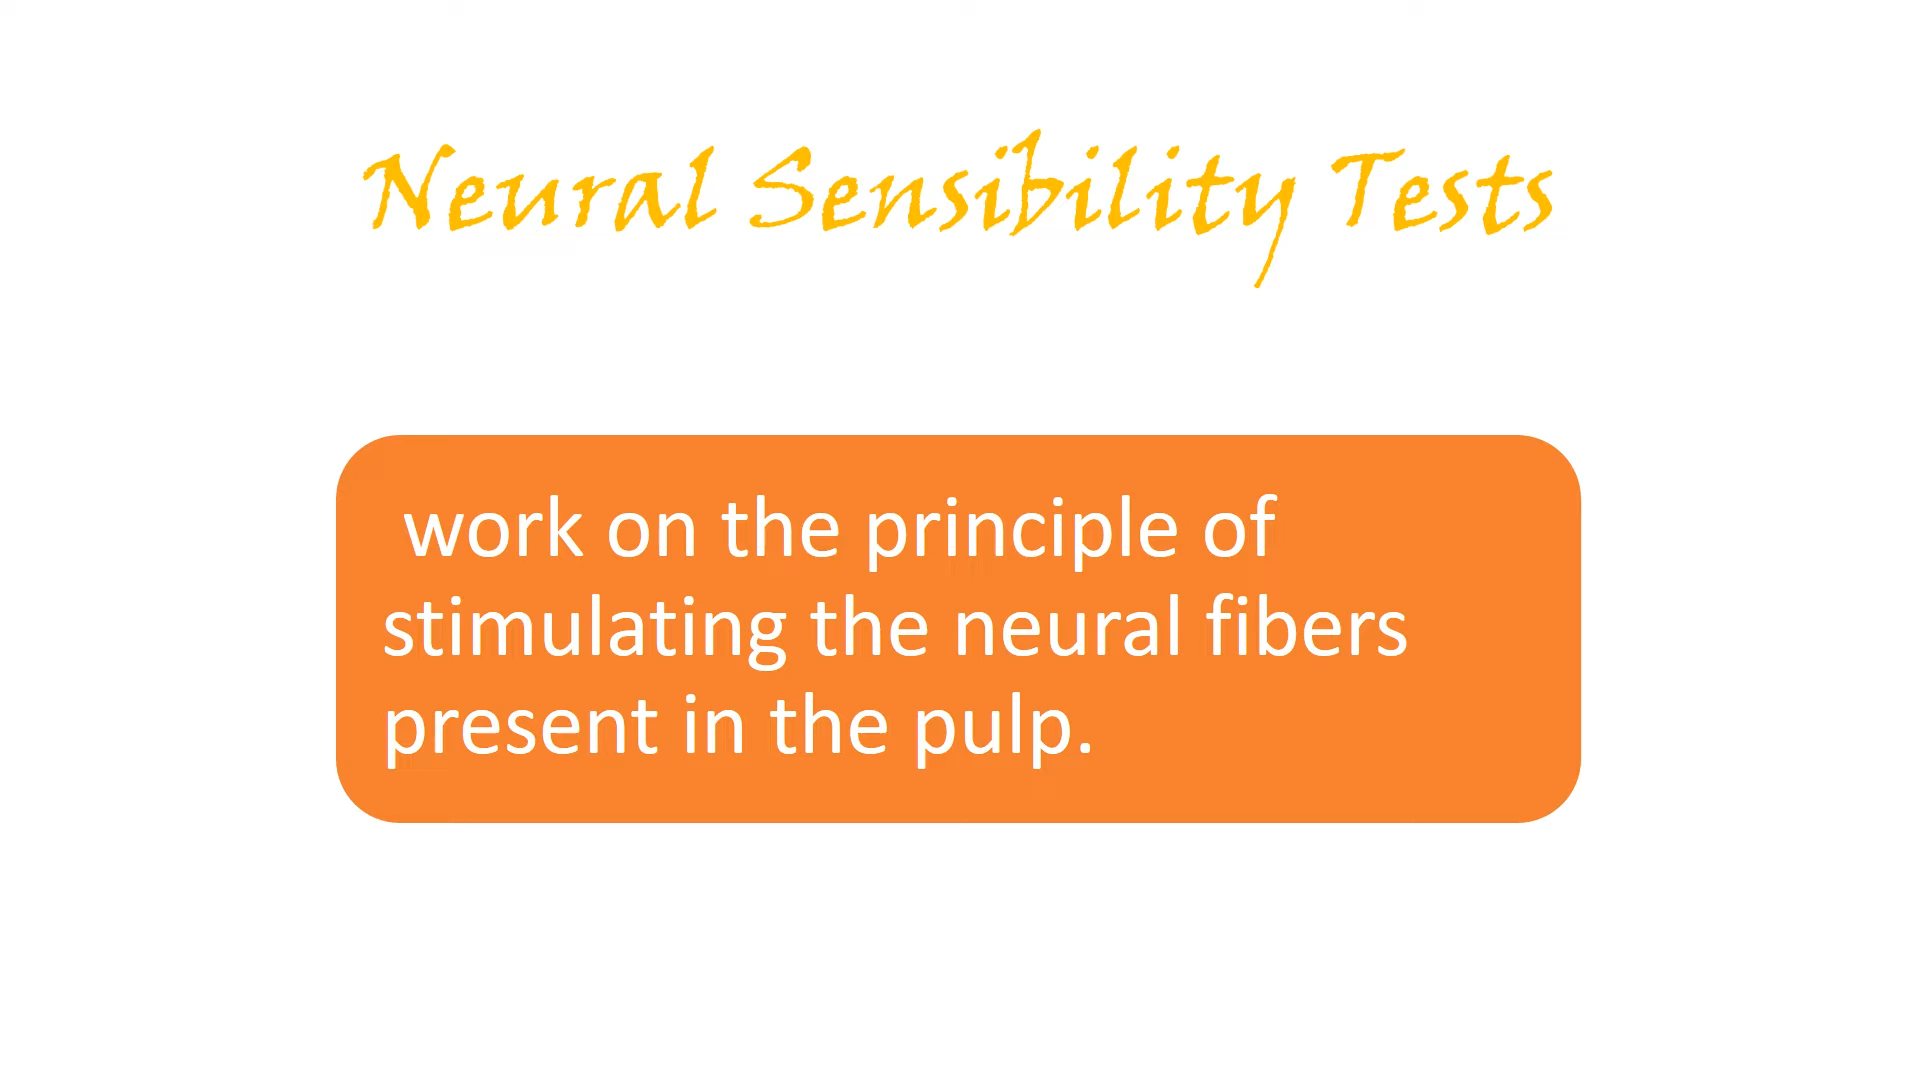 Neural Sensibility Tests
work on the principle of
stimulating the neural fibers
present in the pulp.